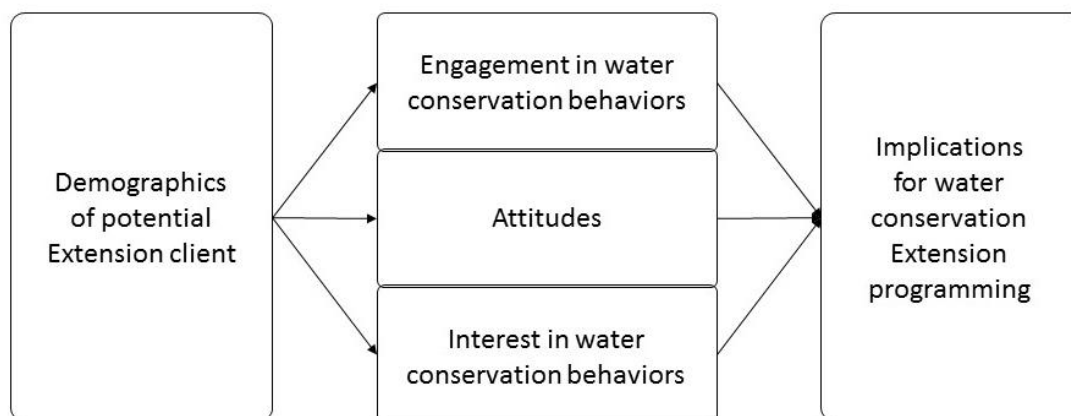 Demographics
of potential
Extension client
Engagement in water
conservation behaviors
Attitudes
Interest in water
conservation behaviors
Implications
for water
conservation
Extension
programming